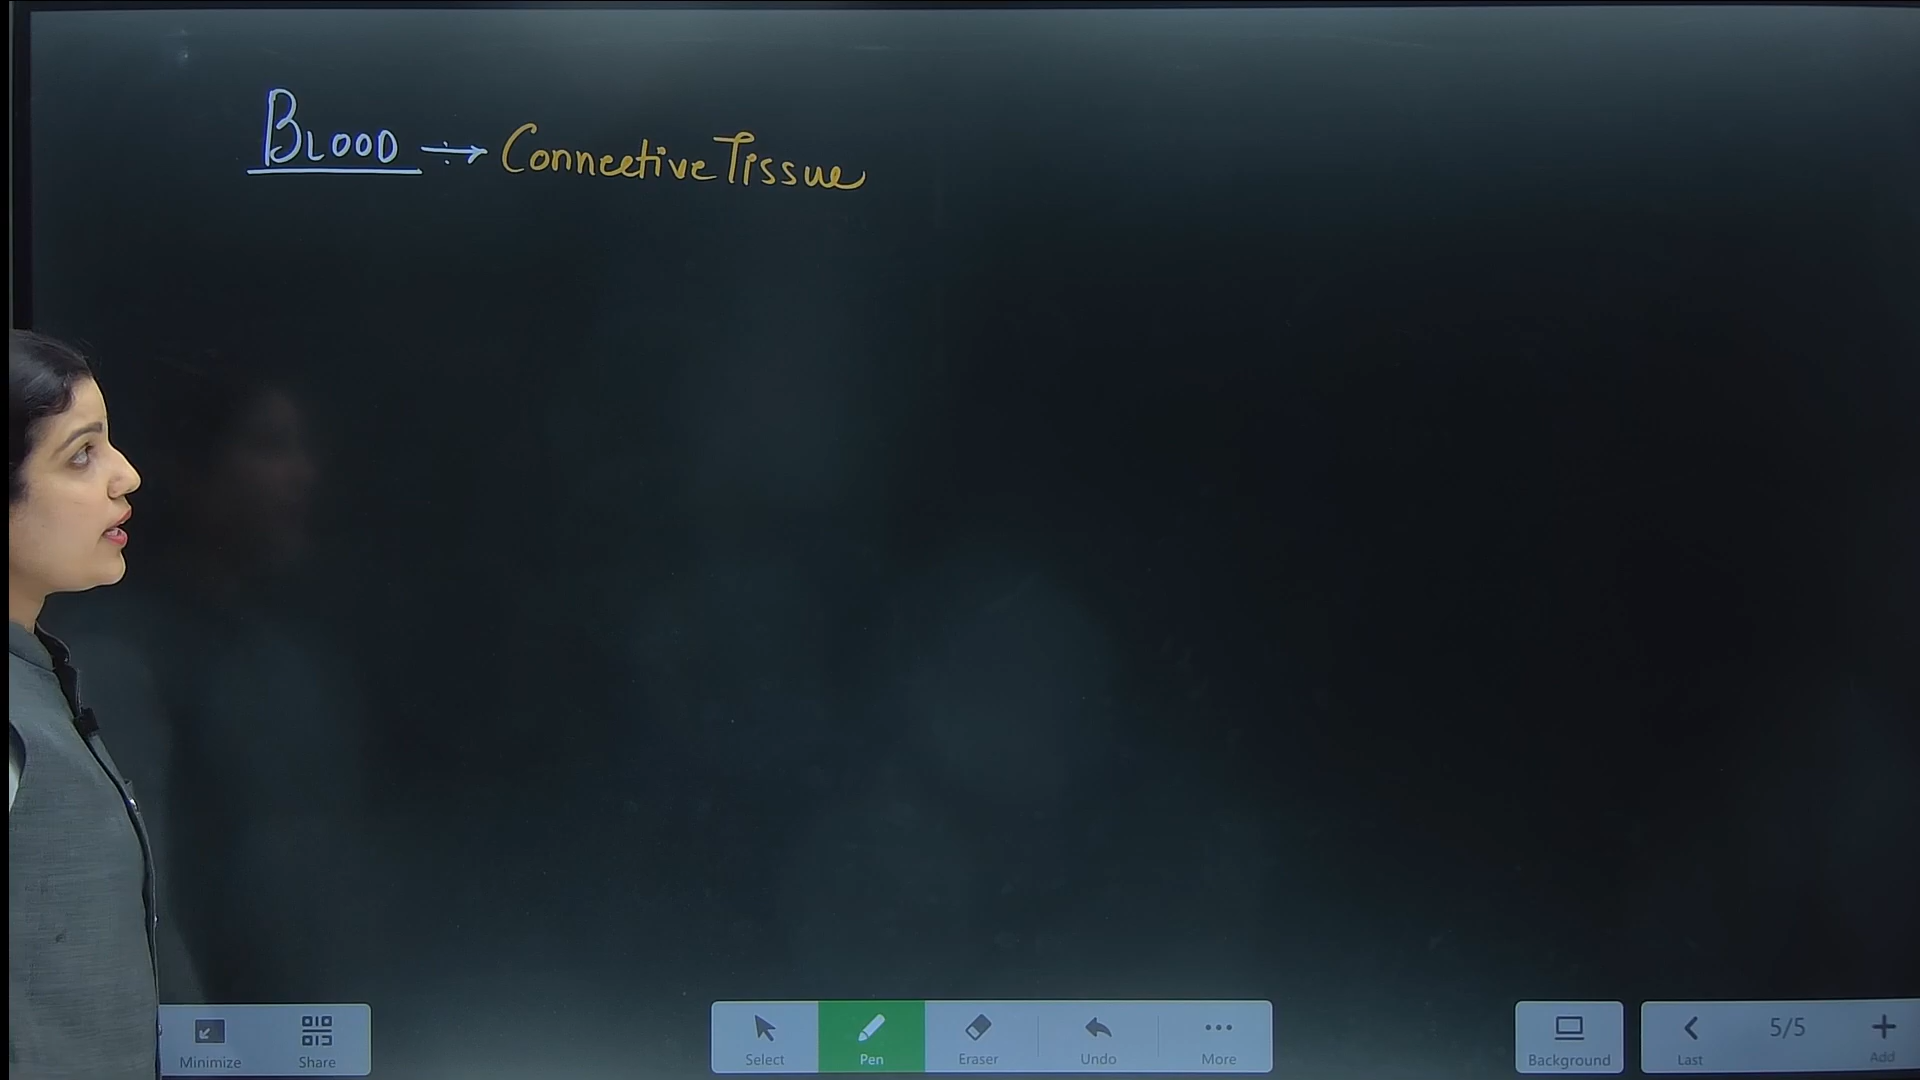 BLOOD ÷→ Connective Tissue
Minimize Share Select Pen Eraser Undo More Background Last 5/5 Add